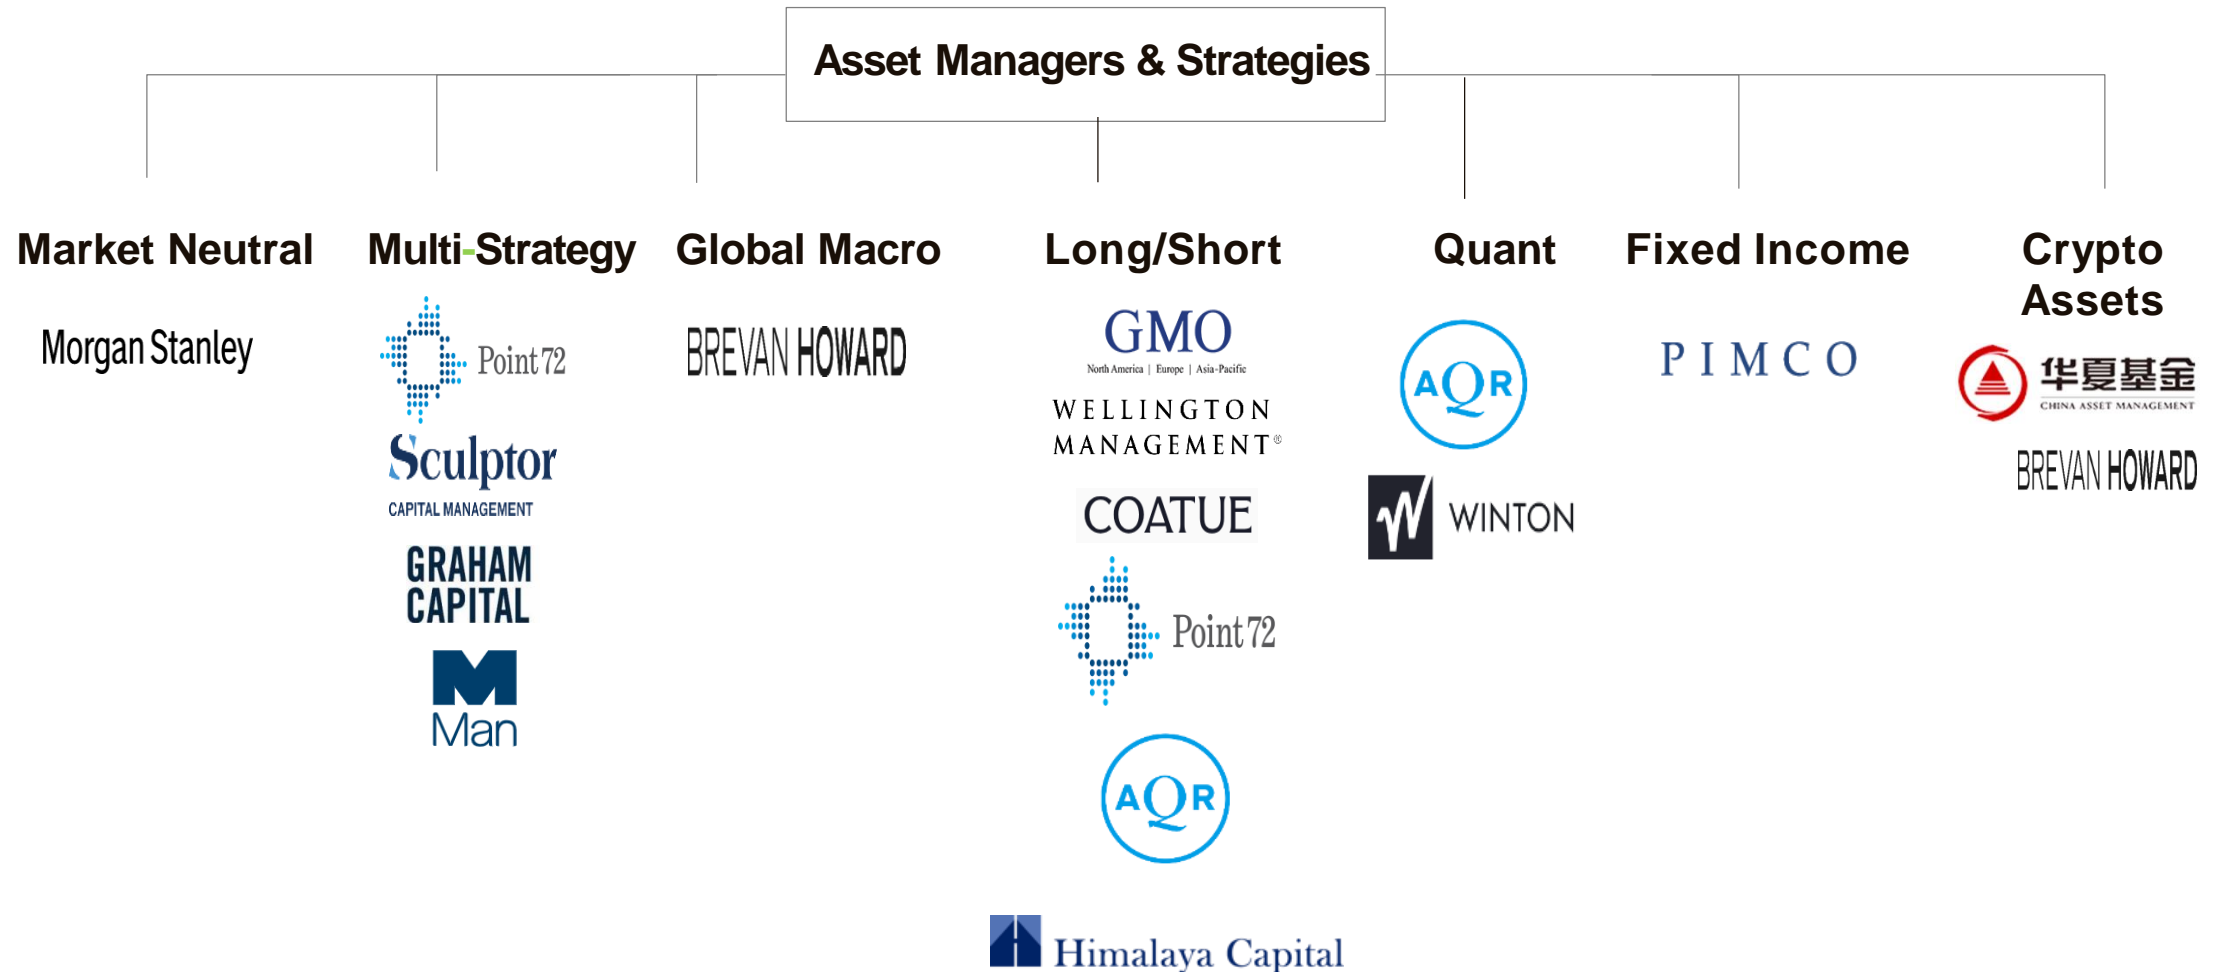 Asset Managers & Strategies
Market Neutral
Morgan Stanley
Multi-Strategy
Point72
Sculptor
CAPITAL MANAGEMENT
GRAHAM
CAPITAL
M
Man
Global Macro
BREVAN HOWARD
Long/Short
GMO
North America | Europe | Asia-Pacific
WELLINGTON
MANAGEMENT®
COATUE
Point72
AQR
Himalaya Capital
Quant
AQR
W WINTON
Fixed Income
PIMCO
Crypto
Assets
华夏基金
CHINA ASSET MANAGEMENT
BREVAN HOWARD